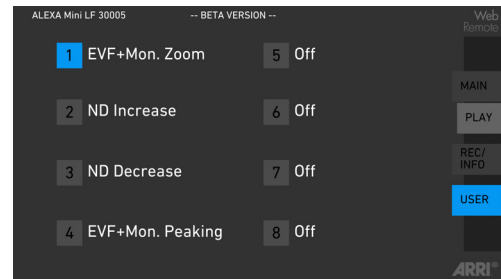 ALEXA Mini LF 30005 -- BETA VERSION -- Web
Remote
1 EVF+Mon. Zoom 5 Off
MAIN
2 ND Increase 6 Off
PLAY
REC/
INFO
3 ND Decrease 7 Off
USER
4 EVF+Mon. Peaking 8 Off
ARRI®